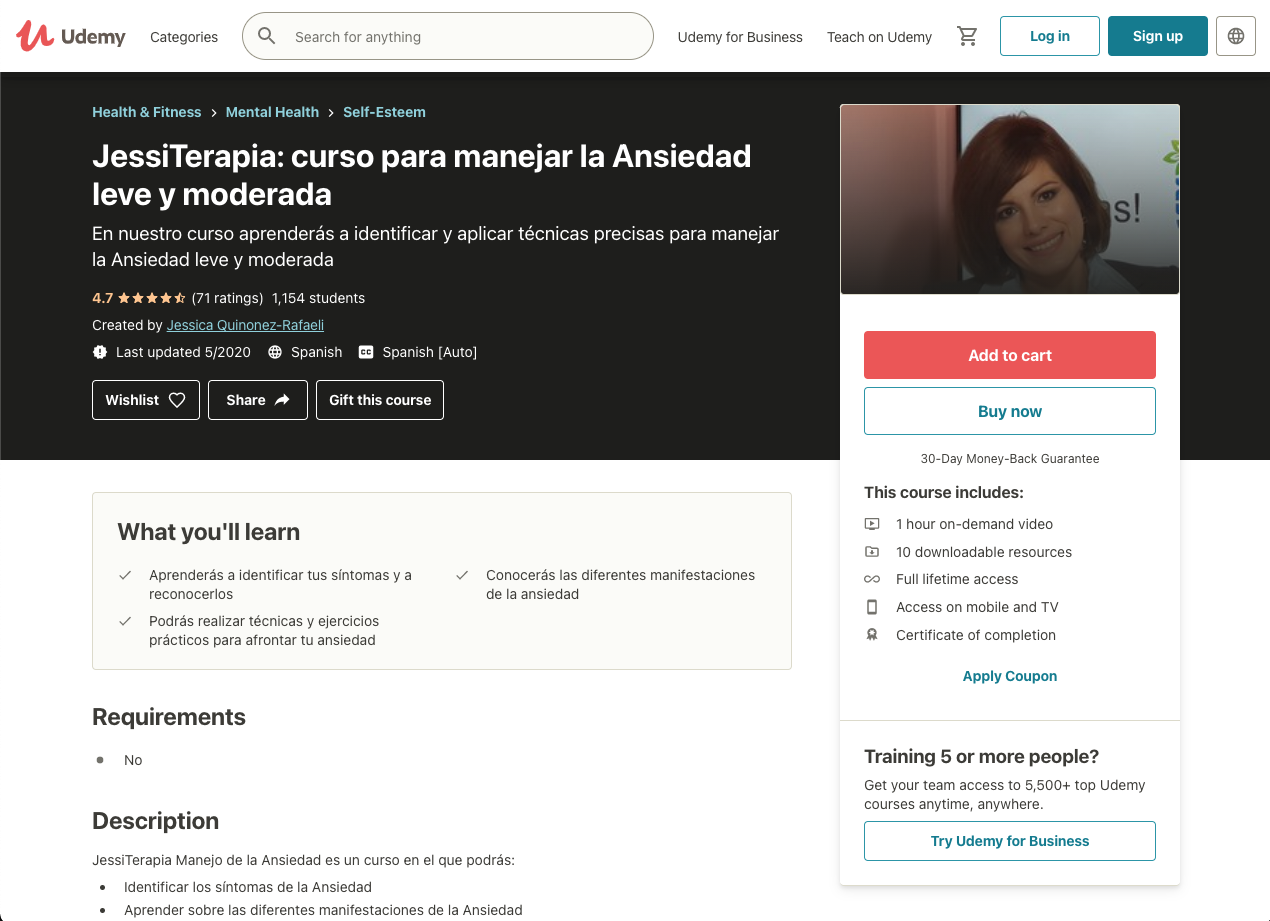 Udemy
Categories
Search for anything
Udemy for Business
Teach on Udemy
Log in
Sign up
Health & Fitness
Mental Health
Self-Esteem
JessiTerapia: curso para manejar la Ansiedad
leve y moderada
En nuestro curso aprenderás a identificar y aplicar técnicas precisas para manejar
la Ansiedad leve y moderada
4.7 (71 ratings) 1,154 students
Created by Jessica Quinonez-Rafaeli
Last updated 5/2020
Spanish
CC
Spanish [Auto]
Wishlist
Share
Gift this course
s!
Add to cart
Buy now
30-Day Money-Back Guarantee
This course includes:
1 hour on-demand video
10 downloadable resources
Full lifetime access
Access on mobile and TV
Certificate of completion
Apply Coupon
Training 5 or more people?
Get your team access to 5,500+ top Udemy
courses anytime, anywhere.
Try Udemy for Business
What you'll learn
Aprenderás a identificar tus síntomas y a
reconocerlos
Conocerás las diferentes manifestaciones
de la ansiedad
Podrás realizar técnicas y ejercicios
prácticos para afrontar tu ansiedad
Requirements
No
Description
JessiTerapia Manejo de la Ansiedad es un curso en el que podrás:
Identificar los síntomas de la Ansiedad
Aprender sobre las diferentes manifestaciones de la Ansiedad